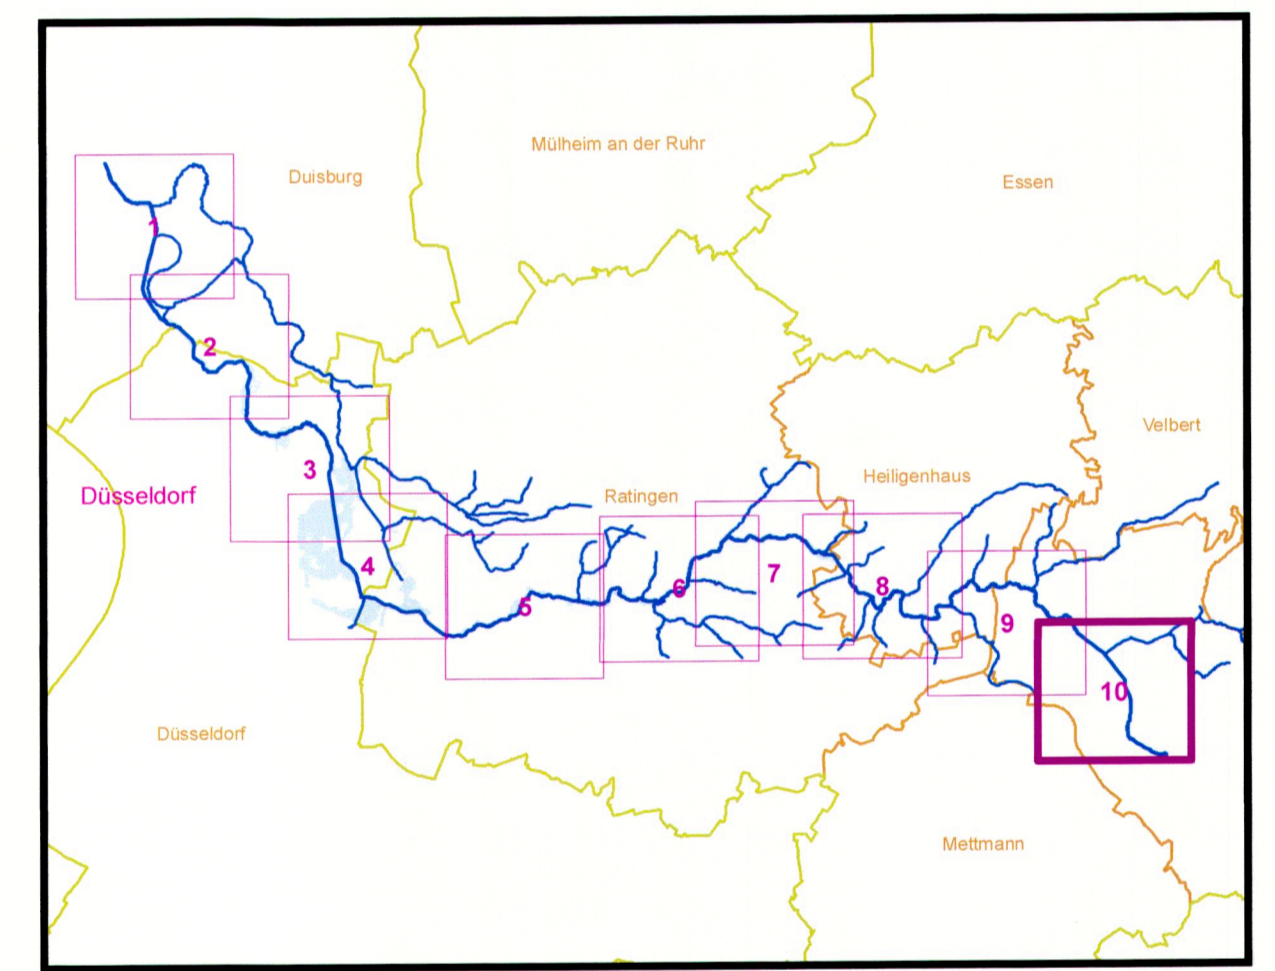 Mülheim an der Ruhr
Duisburg
Essen
1
2
Velbert
3
Heiligenhaus
Düsseldorf
Ratingen
4
7
8
6
5
9
10
Düsseldorf
Mettmann